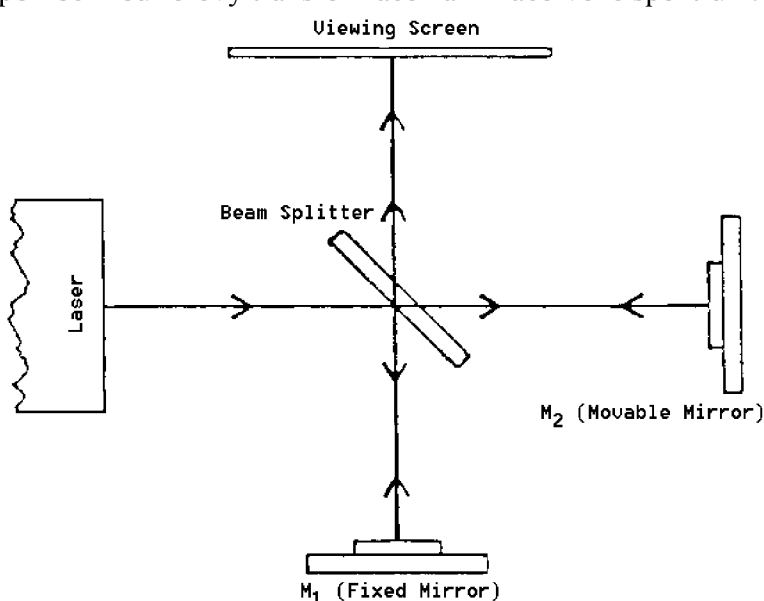 Viewing Screen
Beam Splitter
Laser
M2 (Movable Mirror)
M1 (Fixed Mirror)